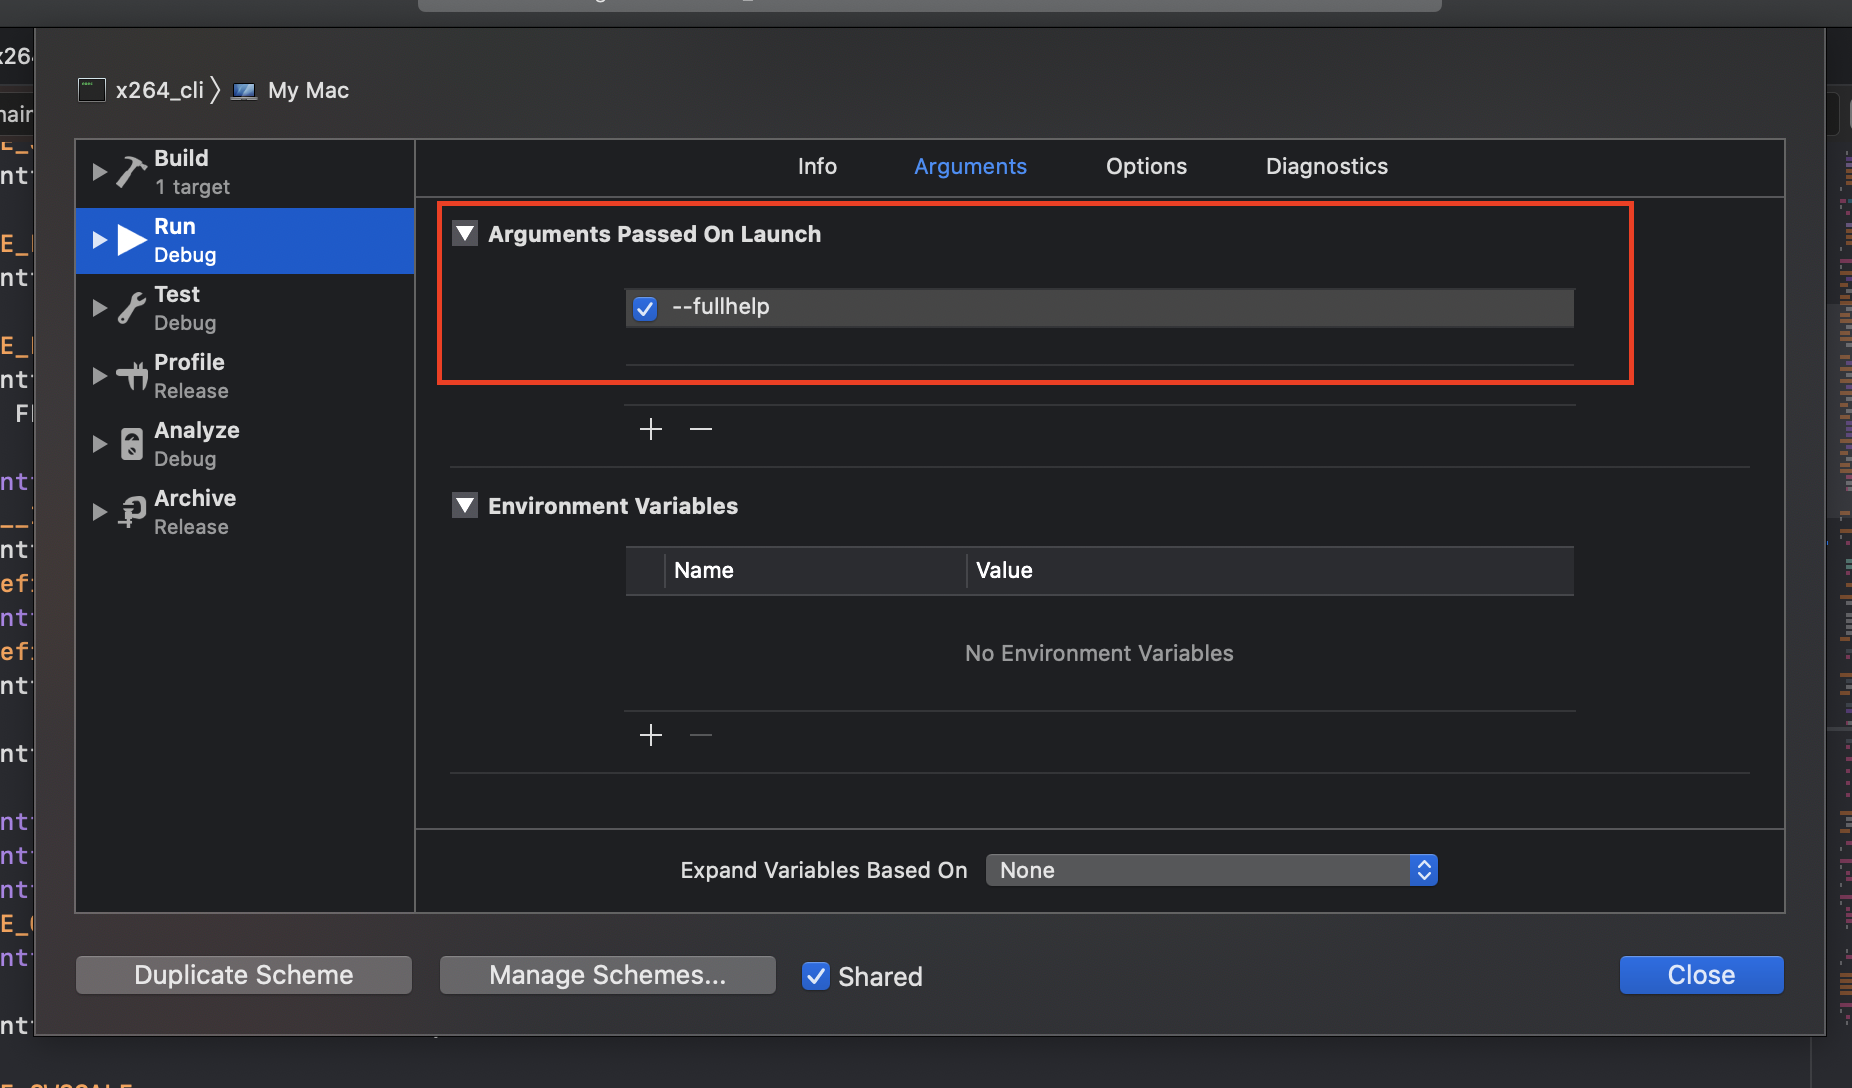 x264_cli My Mac
Build
1 target
Run
Debug
Test
Debug
Profile
Release
Analyze
Debug
Archive
Release
Info Arguments Options Diagnostics
Arguments Passed On Launch
--fullhelp
Environment Variables
Name Value
No Environment Variables
Expand Variables Based On None
Duplicate Scheme Manage Schemes... Shared Close